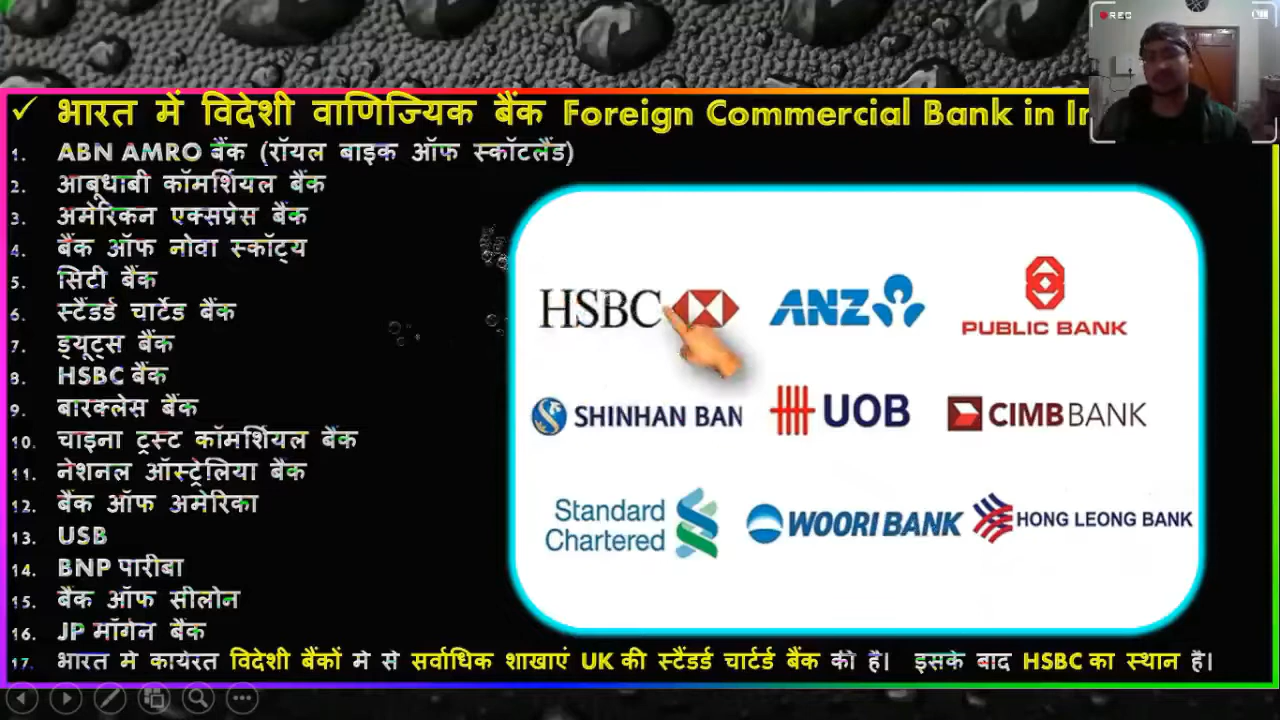 REC
✓ भारत में विदेशी वाणिज्यिक बैंक Foreign Commercial Bank in
1. ABN AMRO बैंक (रॉयल बाइक ऑफ स्कॉटलैंड)
2. आबूधाबी कॉमर्शियल बैंक
3. अमेरिकन एक्सप्रेस बैंक
4. बैंक ऑफ नोवा स्कॉट्य
5. सिटी बैंक
6. स्टैंडर्ड चार्टेड बैंक
7. ड्यूट्स बैंक
8. HSBC बैंक
9. बारक्लेस बैंक
10. चाइना ट्रस्ट कॉमर्शियल बैंक
11. नेशनल ऑस्ट्रेलिया बैंक
12. बैंक ऑफ अमेरिका
13. USB
14. BNP पारीबा
15. बैंक ऑफ सीलोन
16. JP मॉर्गन बैंक
17. भारत में कार्यरत विदेशी बैंकों में से सर्वाधिक शाखाएं UK की स्टैंडर्ड चार्टर्ड बैंक की है। इसके बाद HSBC का स्थान है।
HSBC
ANZ
PUBLIC BANK
SHINHAN BAN
UOB
CIMB BANK
Standard
Chartered
WOORI BANK
HONG LEONG BANK